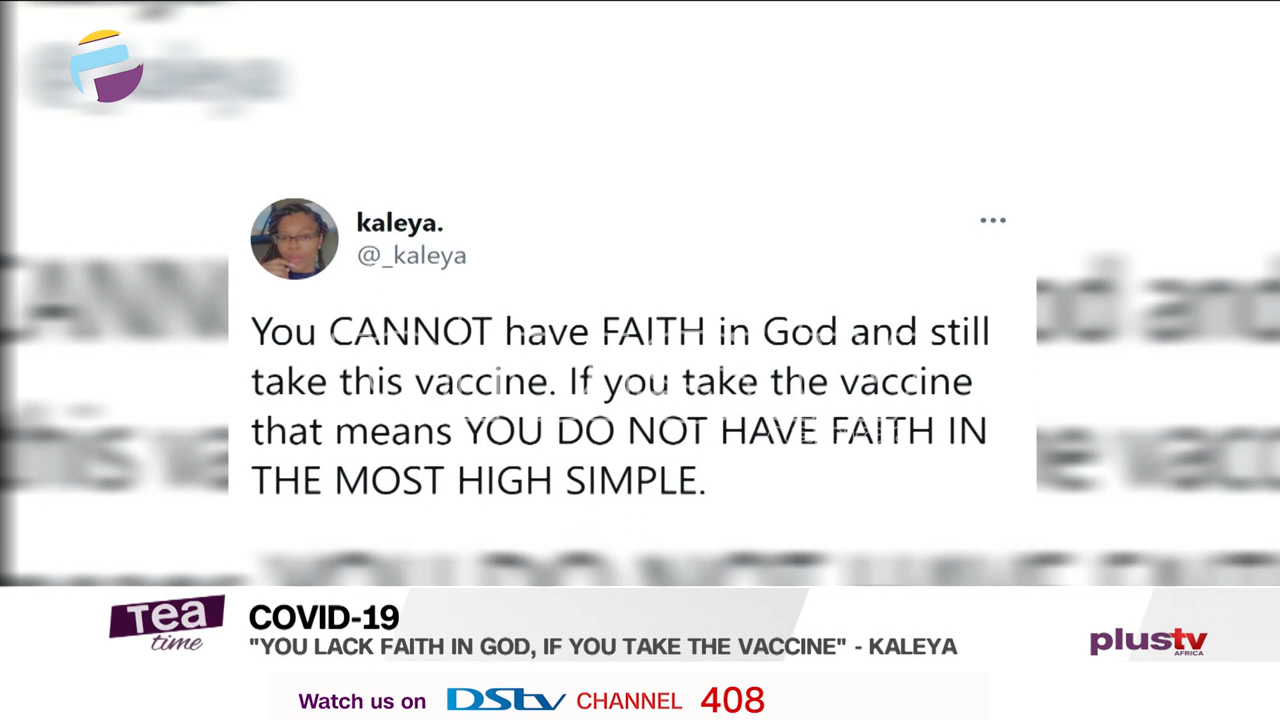 kaleya.
@_kaleya
You CANNOT have FAITH in God and still
take this vaccine. If you take the vaccine
that means YOU DO NOT HAVE FAITH IN
THE MOST HIGH SIMPLE.
Tea
time
COVID-19
"YOU LACK FAITH IN GOD, IF YOU TAKE THE VACCINE" - KALEYA
plustv
AFRICA
Watch us on DStv CHANNEL 408